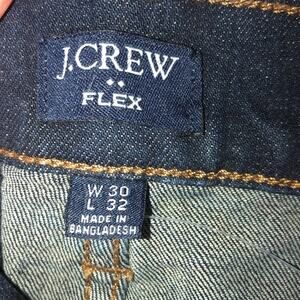 J.CREW
FLEX
W 30
L 32
MADE IN
BANGLADESH